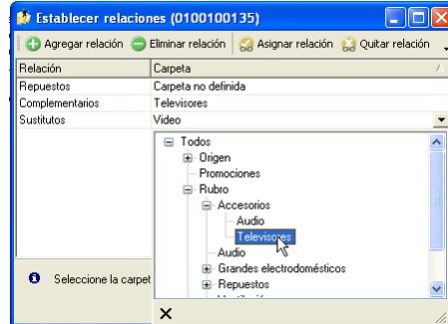 Establecer relaciones (0100100135)
Agregar relación Eliminar relación Asignar relación Quitar relación
Relación Carpeta
Repuestos Carpeta no definida
Complementarios Televisores
Sustitutos Video
Todos
Origen
Promociones
Rubro
Accesorios
Audio
Televisores
Audio
Grandes electrodomésticos
Repuestos
Seleccione la carpet